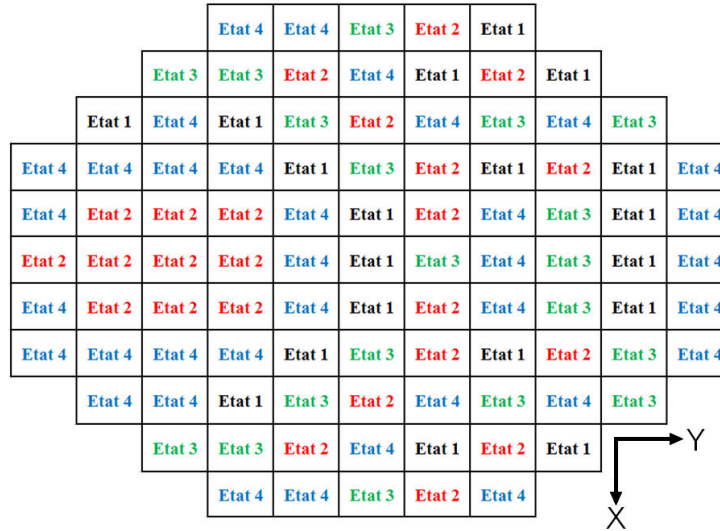 Etat 4 Etat 4 Etat 3 Etat 2 Etat 1
Etat 3 Etat 3 Etat 2 Etat 4 Etat 1 Etat 2 Etat 1
Etat 1 Etat 4 Etat 1 Etat 3 Etat 2 Etat 4 Etat 3 Etat 4 Etat 3
Etat 4 Etat 4 Etat 4 Etat 4 Etat 1 Etat 3 Etat 2 Etat 1 Etat 2 Etat 1 Etat 4
Etat 4 Etat 2 Etat 2 Etat 2 Etat 4 Etat 1 Etat 2 Etat 4 Etat 3 Etat 1 Etat 4
Etat 2 Etat 2 Etat 2 Etat 2 Etat 4 Etat 1 Etat 3 Etat 4 Etat 3 Etat 1 Etat 4
Etat 4 Etat 2 Etat 2 Etat 2 Etat 4 Etat 1 Etat 2 Etat 4 Etat 3 Etat 1 Etat 4
Etat 4 Etat 4 Etat 4 Etat 4 Etat 1 Etat 3 Etat 2 Etat 1 Etat 2 Etat 3 Etat 4
Etat 4 Etat 4 Etat 1 Etat 3 Etat 2 Etat 4 Etat 3 Etat 4 Etat 3
Etat 3 Etat 3 Etat 2 Etat 4 Etat 1 Etat 2 Etat 1
Y
Etat 4 Etat 4 Etat 3 Etat 2 Etat 4
X